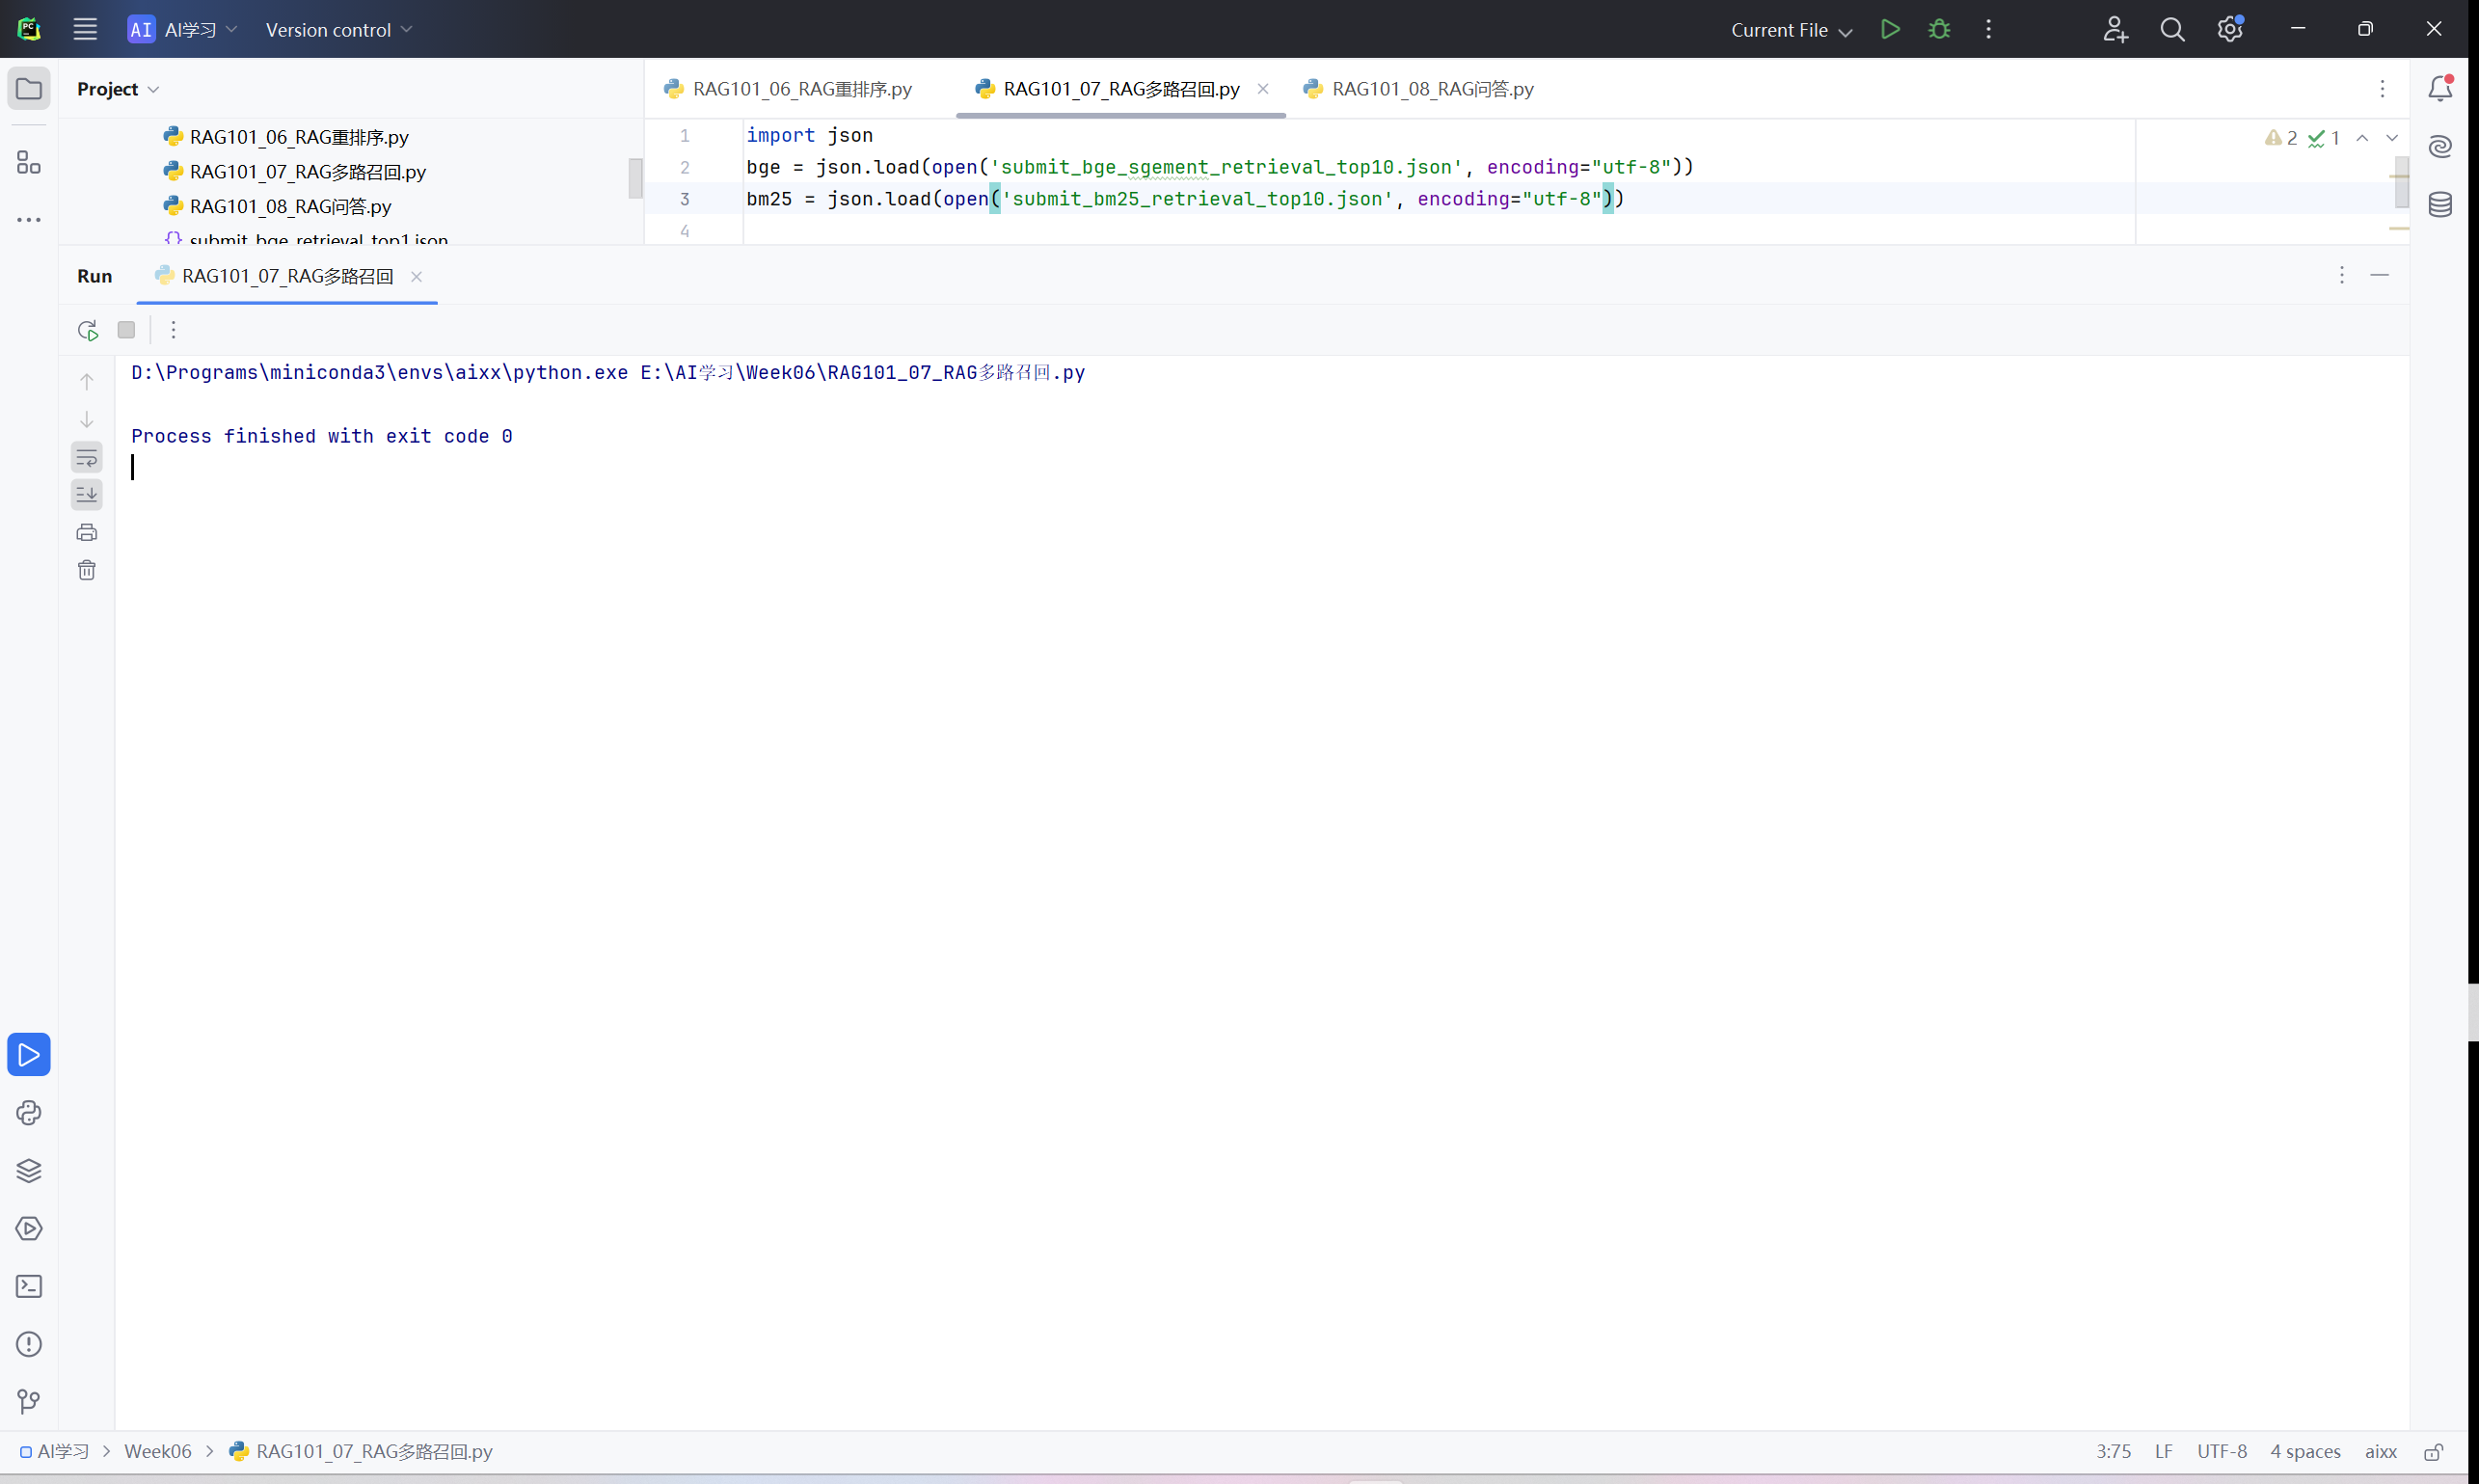 PC
AI AI学习 Version control Current File
Project
RAG101_06_RAG重排序.py RAG101_07_RAG多路召回.py RAG101_08_RAG问答.py
RAG101_06_RAG重排序.py
RAG101_07_RAG多路召回.py
RAG101_08_RAG问答.py
submit_bge_retrieval_top1.json
1 import json
2 bge = json.load(open('submit_bge_sgement_retrieval_top10.json', encoding="utf-8"))
3 bm25 = json.load(open('submit_bm25_retrieval_top10.json', encoding="utf-8"))
4
2 1
Run RAG101_07_RAG多路召回
D:\Programs\miniconda3\envs\aixx\python.exe E:\AI学习\Week06\RAG101_07_RAG多路召回.py
Process finished with exit code 0
AI学习 > Week06 > RAG101_07_RAG多路召回.py 3:75 LF UTF-8 4 spaces aixx